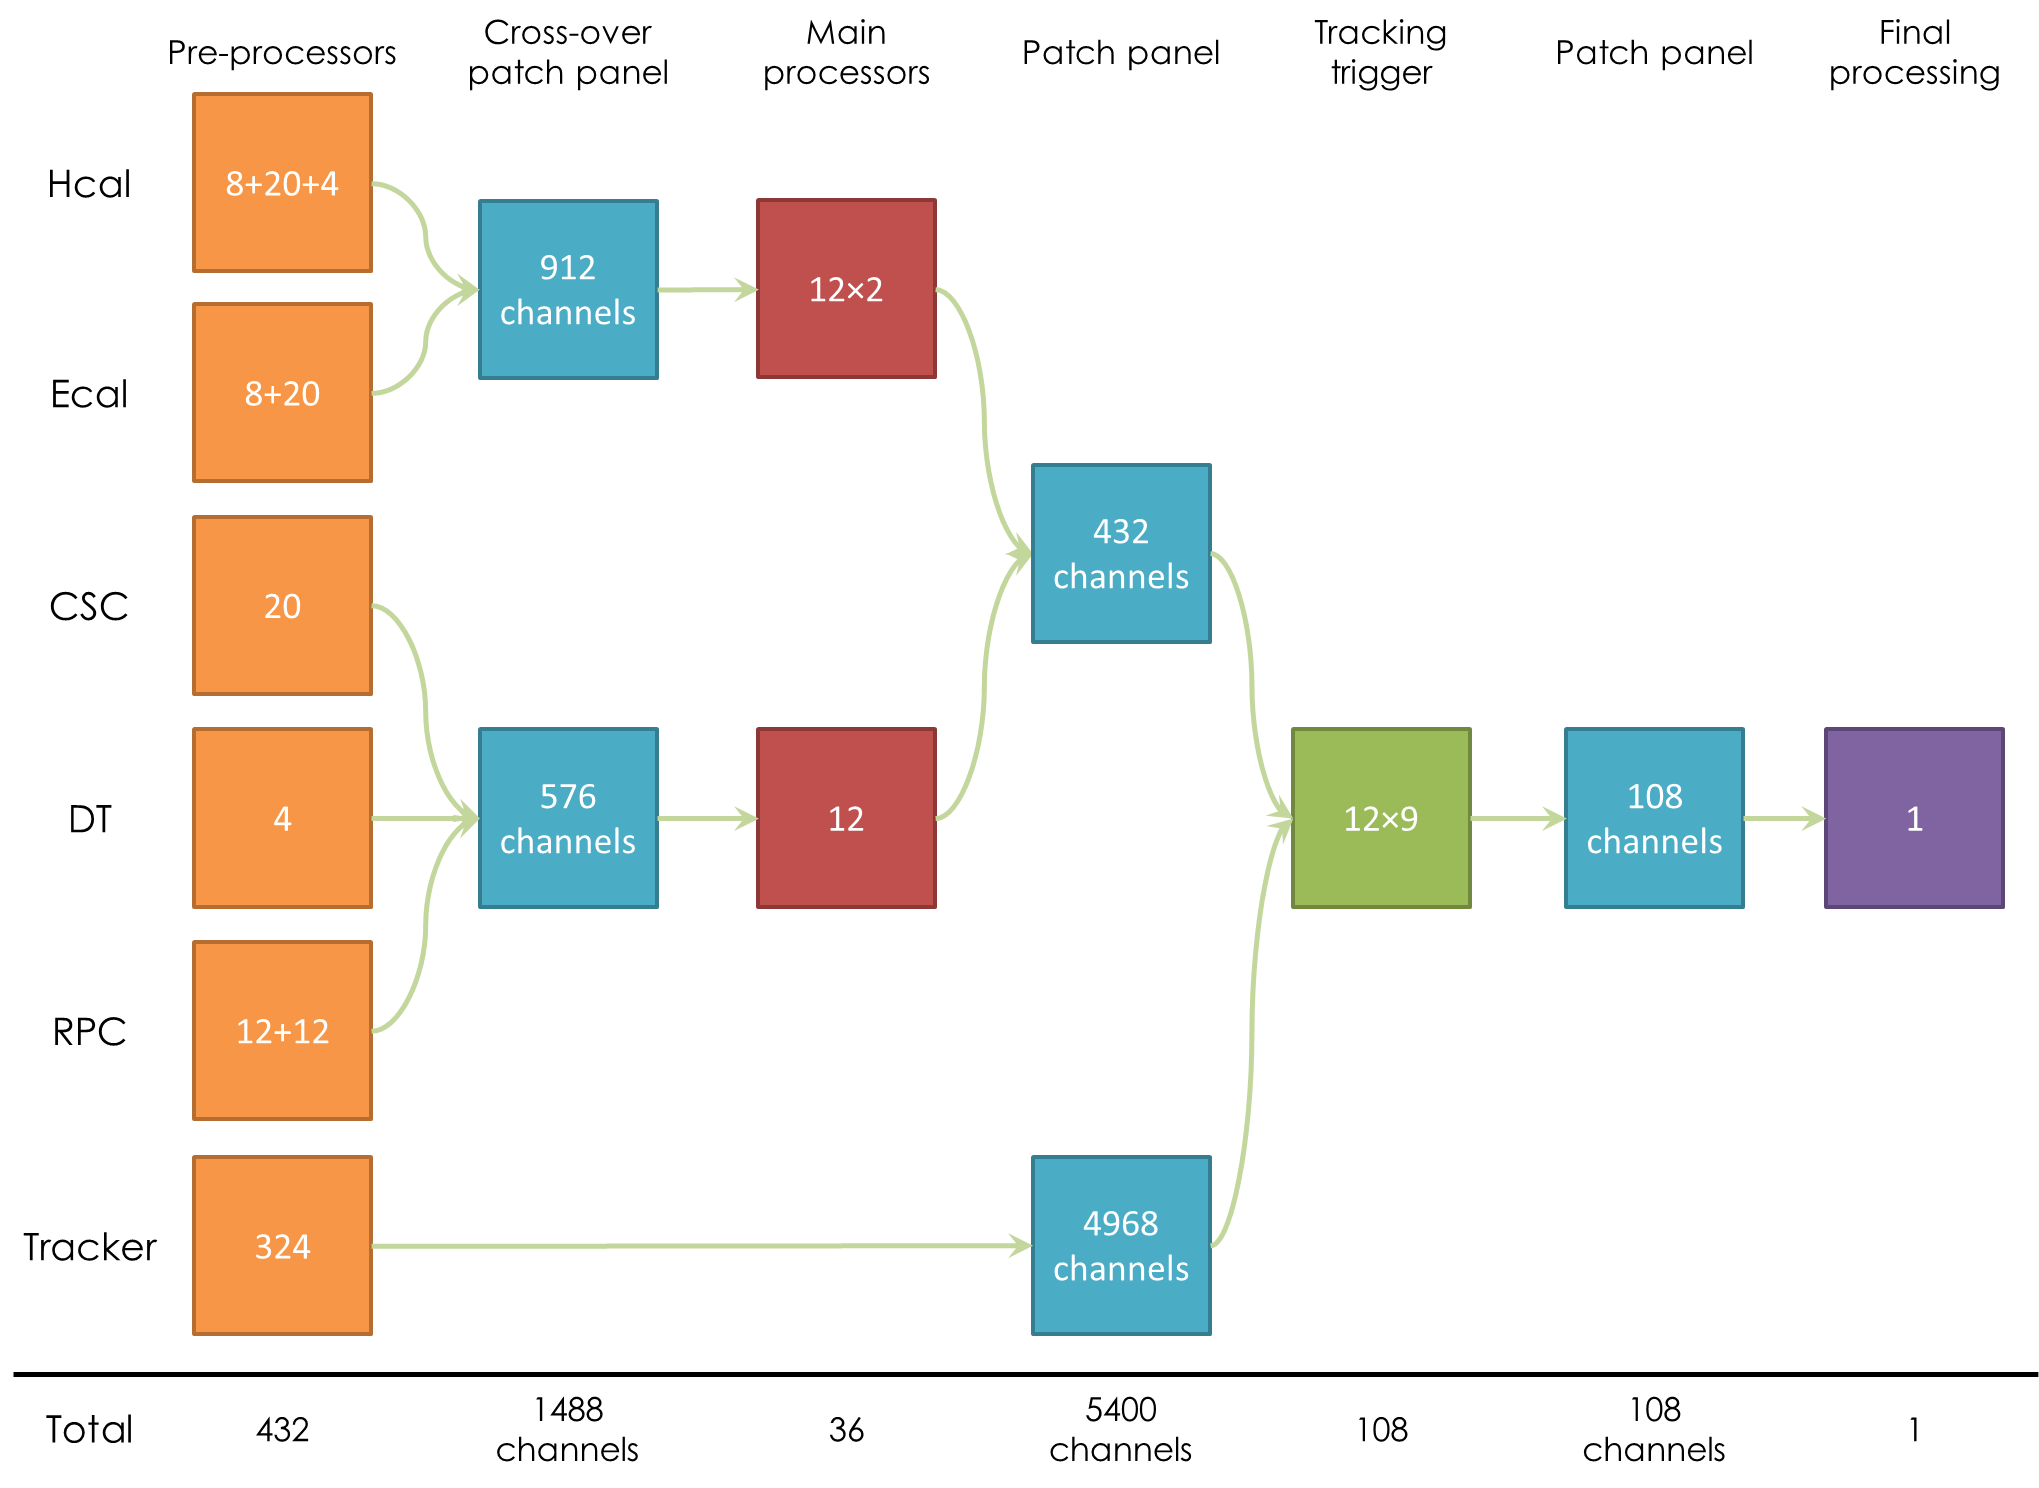 Pre-processors
Cross-over
patch panel
Main
processors
Patch panel
Tracking
trigger
Patch panel
Final
processing
Hcal
8+20+4
912
channels
12×2
Ecal
8+20
432
channels
CSC
20
DT
4
576
channels
12
12×9
108
channels
1
RPC
12+12
Tracker
324
4968
channels
Total
432
1488
channels
36
5400
channels
108
108
channels
1